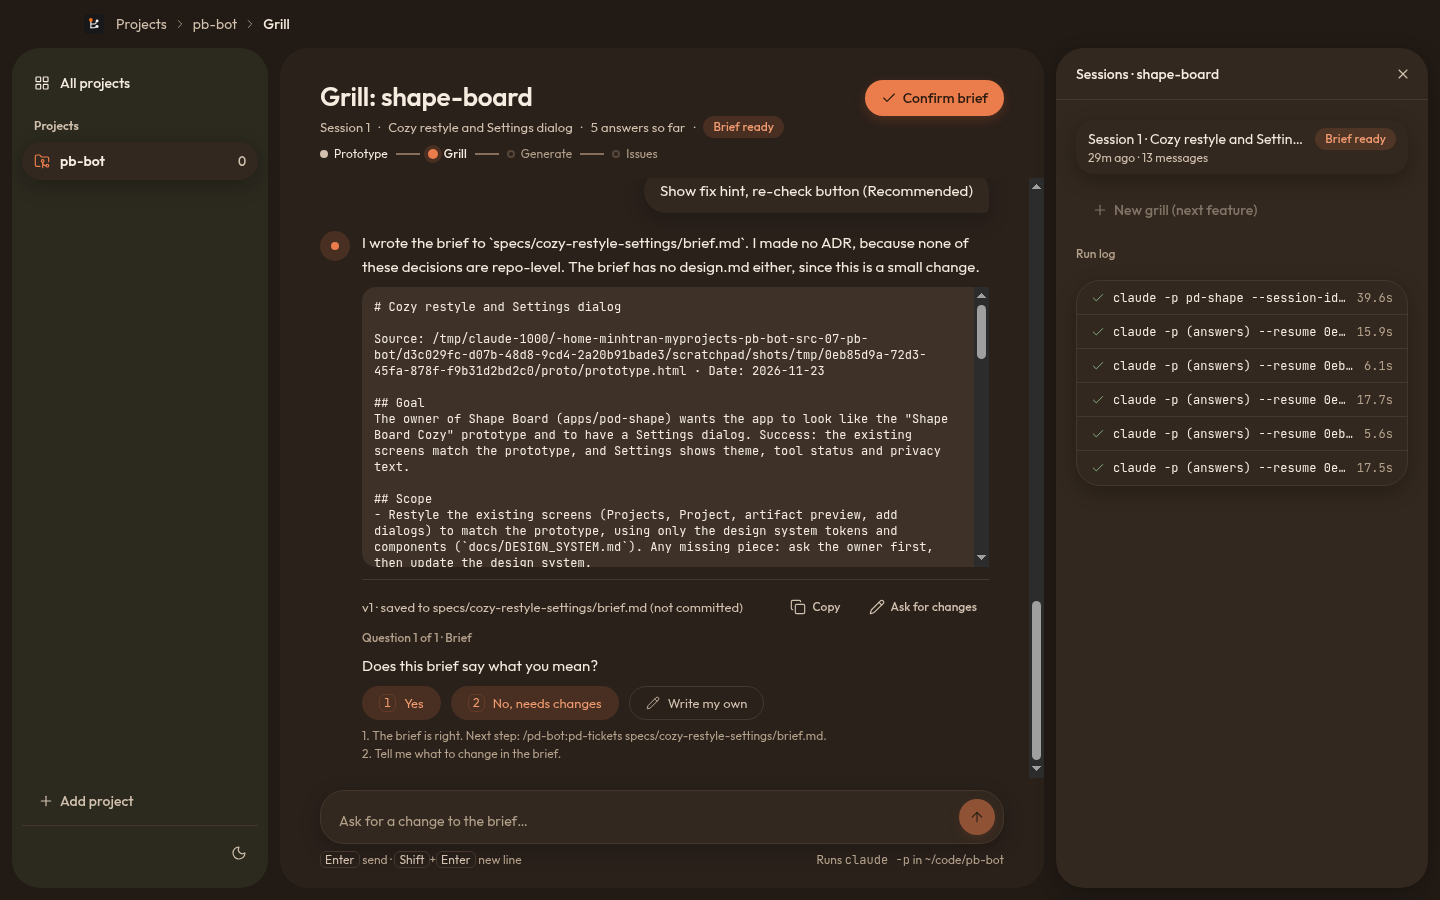 Projects > pb-bot > Grill
All projects
Projects
pb-bot 0
Add project
Grill: shape-board
Confirm brief
Session 1 · Cozy restyle and Settings dialog · 5 answers so far · Brief ready
Prototype Grill Generate Issues
Show fix hint, re-check button (Recommended)
I wrote the brief to `specs/cozy-restyle-settings/brief.md`. I made no ADR, because none of
these decisions are repo-level. The brief has no design.md either, since this is a small change.
# Cozy restyle and Settings dialog
Source: /tmp/claude-1000/-home-minhtran-myprojects-pb-bot-src-07-pb-
bot/d3c029fc-d07b-48d8-9cd4-2a20b91bade3/scratchpad/shots/tmp/0eb85d9a-72d3-
45fa-878f-f9b31d2bd2c0/proto/prototype.html · Date: 2026-11-23
## Goal
The owner of Shape Board (apps/pod-shape) wants the app to look like the "Shape
Board Cozy" prototype and to have a Settings dialog. Success: the existing
screens match the prototype, and Settings shows theme, tool status and privacy
text.
## Scope
- Restyle the existing screens (Projects, Project, artifact preview, add
dialogs) to match the prototype, using only the design system tokens and
components (`docs/DESIGN_SYSTEM.md`). Any missing piece: ask the owner first,
then update the design system.
v1 · saved to specs/cozy-restyle-settings/brief.md (not committed)
Copy
Ask for changes
Question 1 of 1 · Brief
Does this brief say what you mean?
1 Yes
2 No, needs changes
Write my own
1. The brief is right. Next step: /pd-bot:pd-tickets specs/cozy-restyle-settings/brief.md.
2. Tell me what to change in the brief.
Ask for a change to the brief…
Enter send · Shift + Enter new line
Runs claude -p in ~/code/pb-bot
Sessions · shape-board
Session 1 · Cozy restyle and Settin… Brief ready
29m ago · 13 messages
New grill (next feature)
Run log
claude -p pd-shape --session-id… 39.6s
claude -p (answers) --resume 0e… 15.9s
claude -p (answers) --resume 0eb… 6.1s
claude -p (answers) --resume 0e… 17.7s
claude -p (answers) --resume 0eb… 5.6s
claude -p (answers) --resume 0e… 17.5s